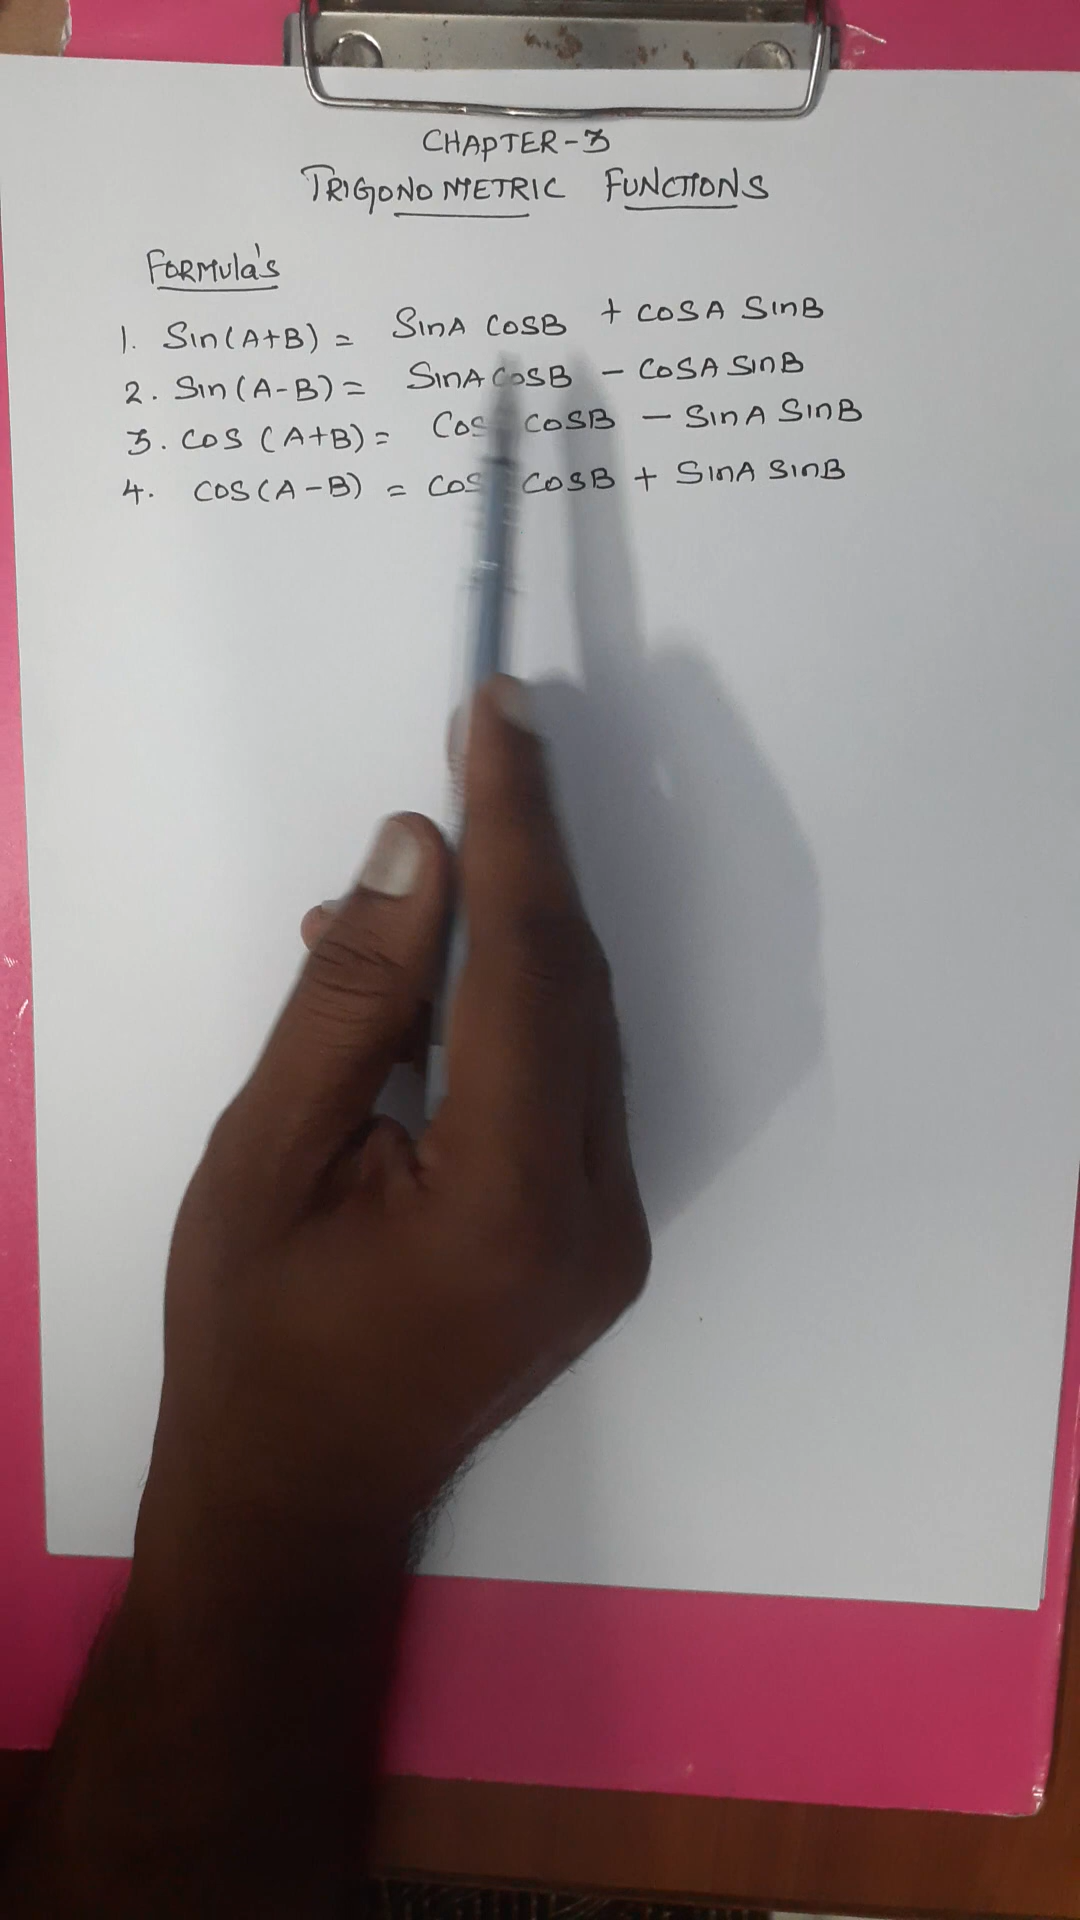 CHAPTER-3
TRIGONOMETRIC FUNCTIONS
FORMula's
1. Sin(A+B) = SinA CosB + cosA SinB
2. Sin(A-B) = SinA CosB - CosA SinB
3. cos (A+B) = Cos CosB - SinA SinB
4. cos(A-B) = cos CosB + SinA SinB